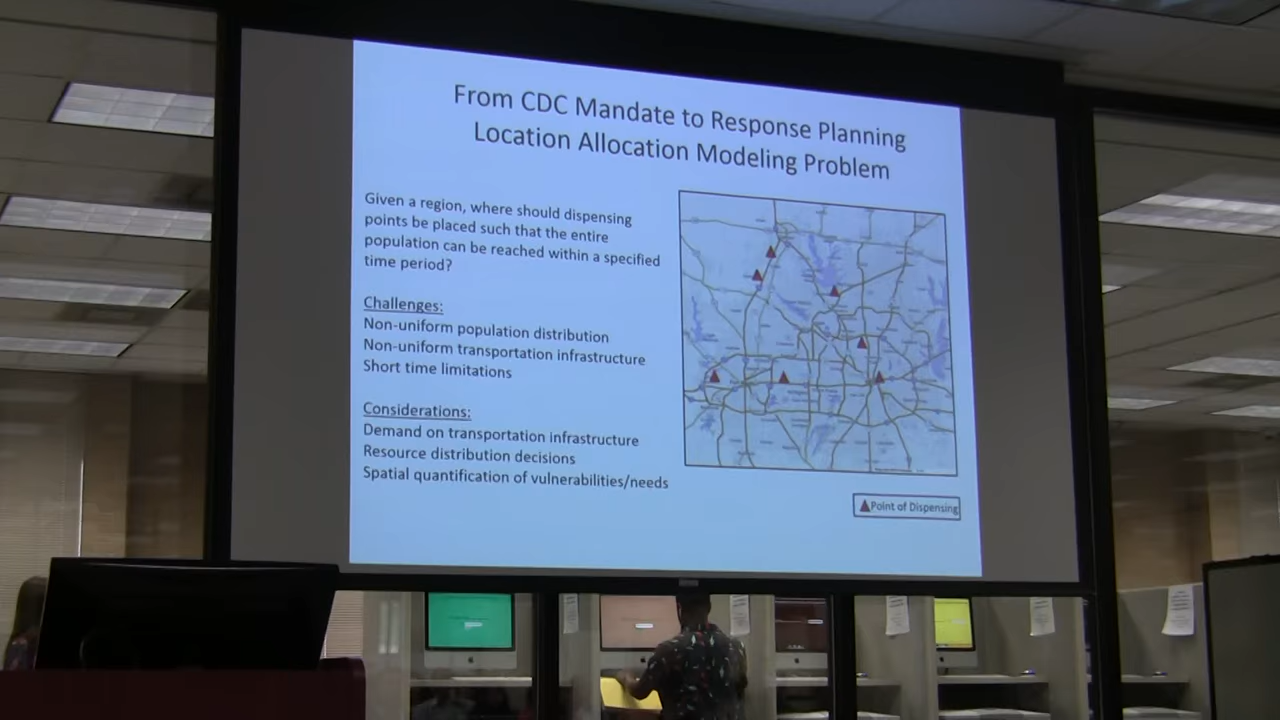 From CDC Mandate to Response Planning
Location Allocation Modeling Problem
Given a region, where should dispensing
points be placed such that the entire
population can be reached within a specified
time period?
Challenges:
Non-uniform population distribution
Non-uniform transportation infrastructure
Short time limitations
Considerations:
Demand on transportation infrastructure
Resource distribution decisions
Spatial quantification of vulnerabilities/needs
Point of Dispensing